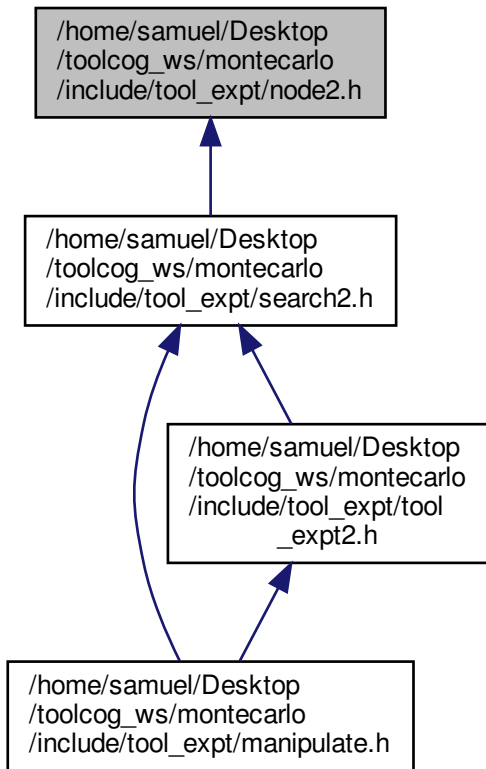 /home/samuel/Desktop
/toolcog_ws/montecarlo
/include/tool_expt/node2.h
/home/samuel/Desktop
/toolcog_ws/montecarlo
/include/tool_expt/search2.h
/home/samuel/Desktop
/toolcog_ws/montecarlo
/include/tool_expt/tool
_expt2.h
/home/samuel/Desktop
/toolcog_ws/montecarlo
/include/tool_expt/manipulate.h